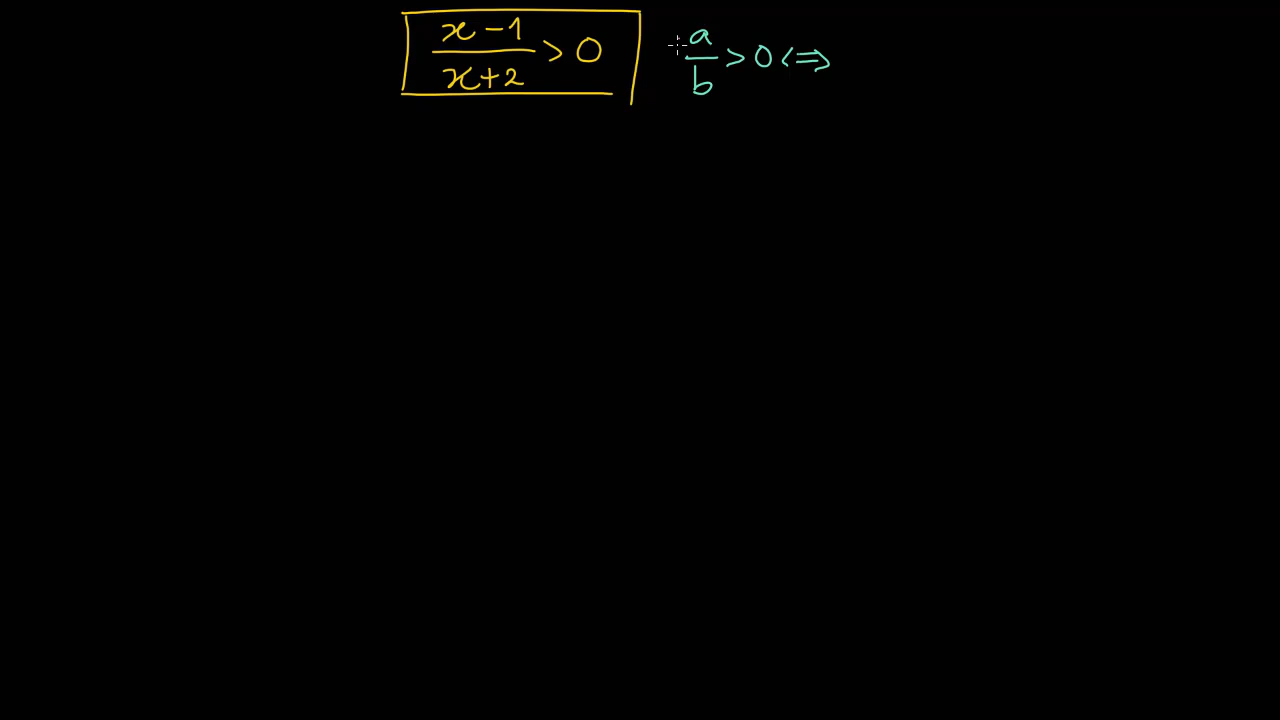 x-1/x+2 > 0
a/b > 0 <=>